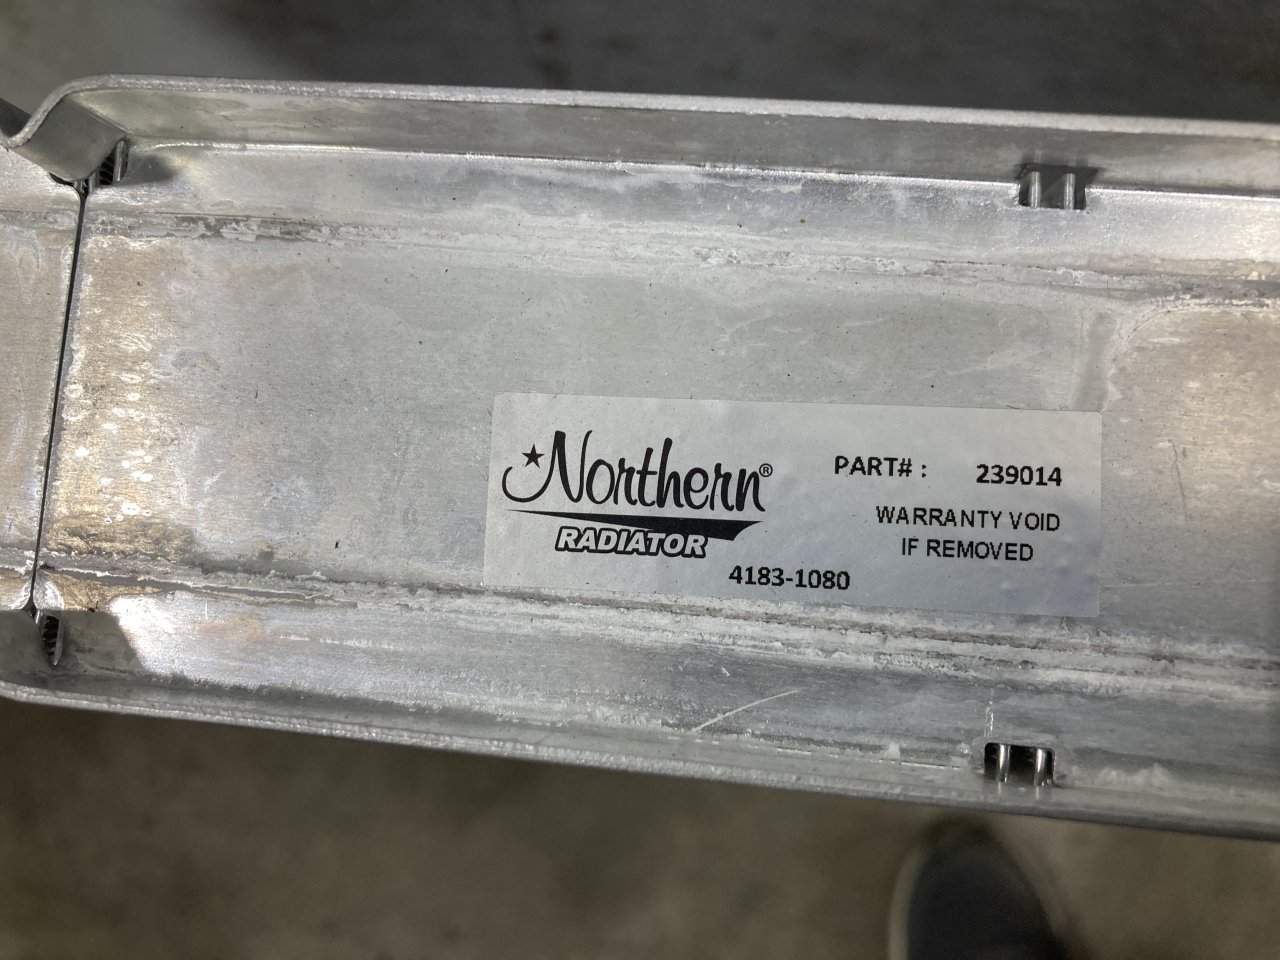 Northern®
RADIATOR
PART# : 239014
WARRANTY VOID
IF REMOVED
4183-1080